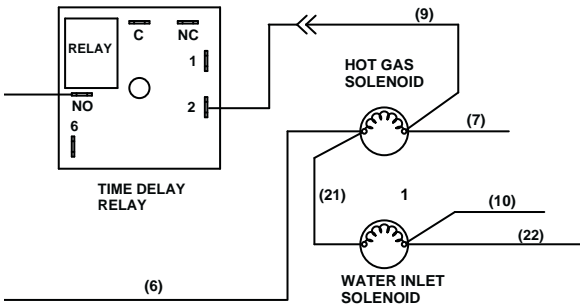 (9)
C NC
RELAY
1
HOT GAS
SOLENOID
NO
2
6
(7)
TIME DELAY
RELAY
(21)
1
(10)
(22)
(6)
WATER INLET
SOLENOID